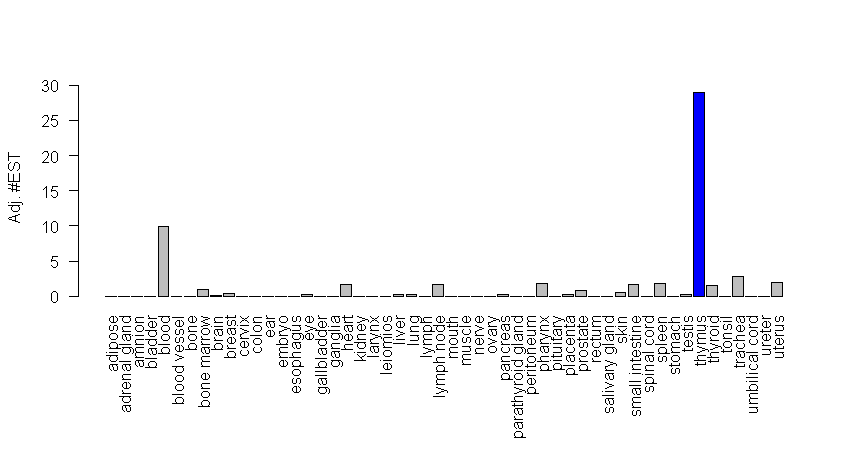 30
25
20
15
10
5
0
Adj. #EST
adipose
adrenal gland
amnion
bladder
blood
blood vessel
bone
bone marrow
brain
breast
cervix
colon
ear
embryo
esophagus
eye
gallbladder
ganglia
heart
kidney
larynx
leiomios
liver
lung
lymph
lymph node
mouth
muscle
nerve
ovary
pancreas
parathyroid gland
peritoneum
pharynx
pituitary
placenta
prostate
rectum
salivary gland
skin
small intestine
spinal cord
spleen
stomach
testis
thymus
thyroid
tonsil
trachea
umbilical cord
ureter
uterus